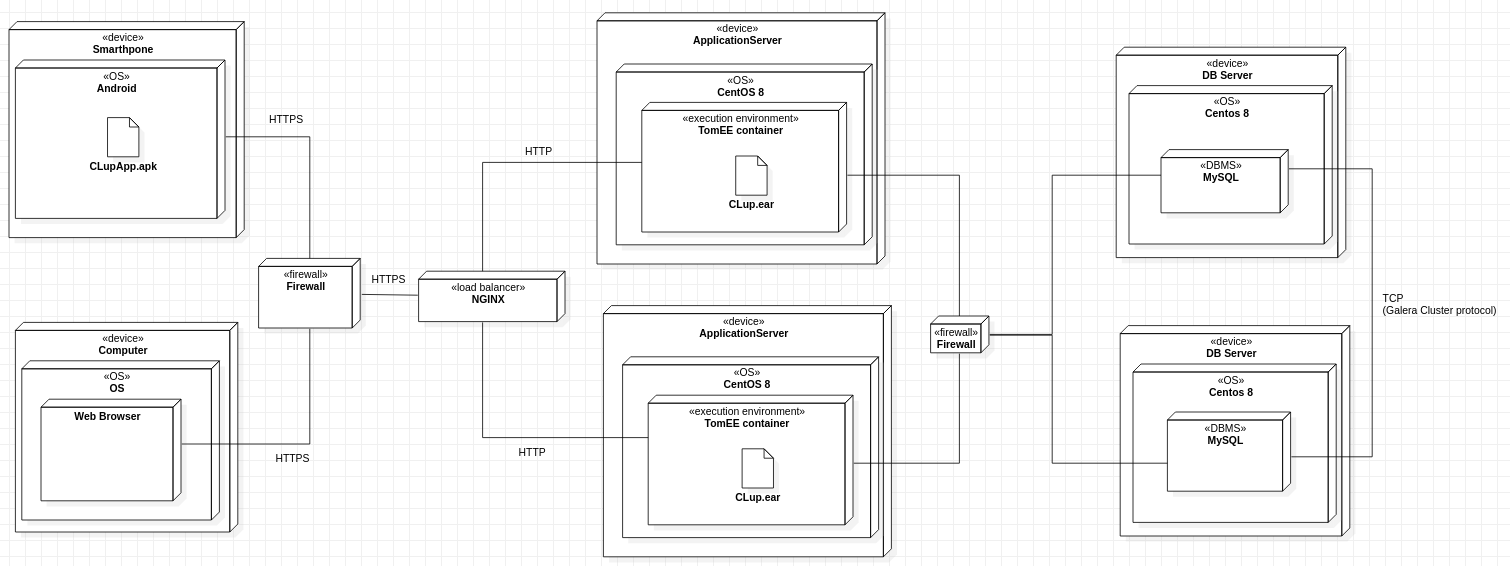 «device»
Smarthpone
«OS»
Android
CLupApp.apk
HTTPS
«device»
Computer
«OS»
OS
Web Browser
HTTPS
«firewall»
Firewall
HTTPS
«load balancer»
NGINX
HTTP
HTTP
«device»
ApplicationServer
«OS»
CentOS 8
«execution environment»
TomEE container
CLup.ear
«device»
ApplicationServer
«OS»
CentOS 8
«execution environment»
TomEE container
CLup.ear
«firewall»
Firewall
«device»
DB Server
«OS»
Centos 8
«DBMS»
MySQL
«device»
DB Server
«OS»
Centos 8
«DBMS»
MySQL
TCP
(Galera Cluster protocol)